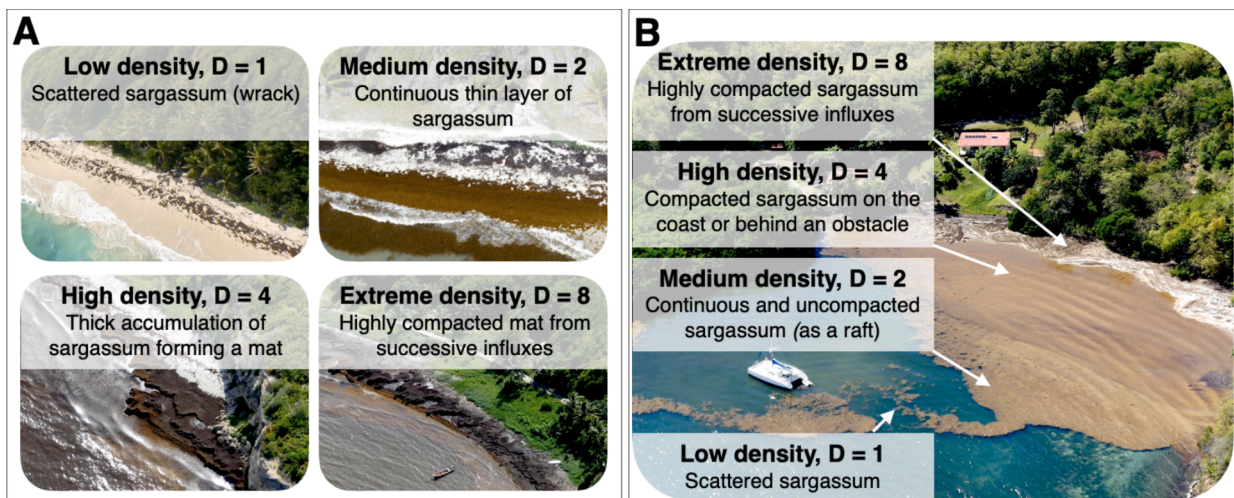 A
Low density, D = 1
Scattered sargassum (wrack)
Medium density, D = 2
Continuous thin layer of
sargassum
High density, D = 4
Thick accumulation of
sargassum forming a mat
Extreme density, D = 8
Highly compacted mat from
successive influxes
B
Extreme density, D = 8
Highly compacted sargassum
from successive influxes
High density, D = 4
Compacted sargassum on the
coast or behind an obstacle
Medium density, D = 2
Continuous and uncompacted
sargassum (as a raft)
Low density, D = 1
Scattered sargassum